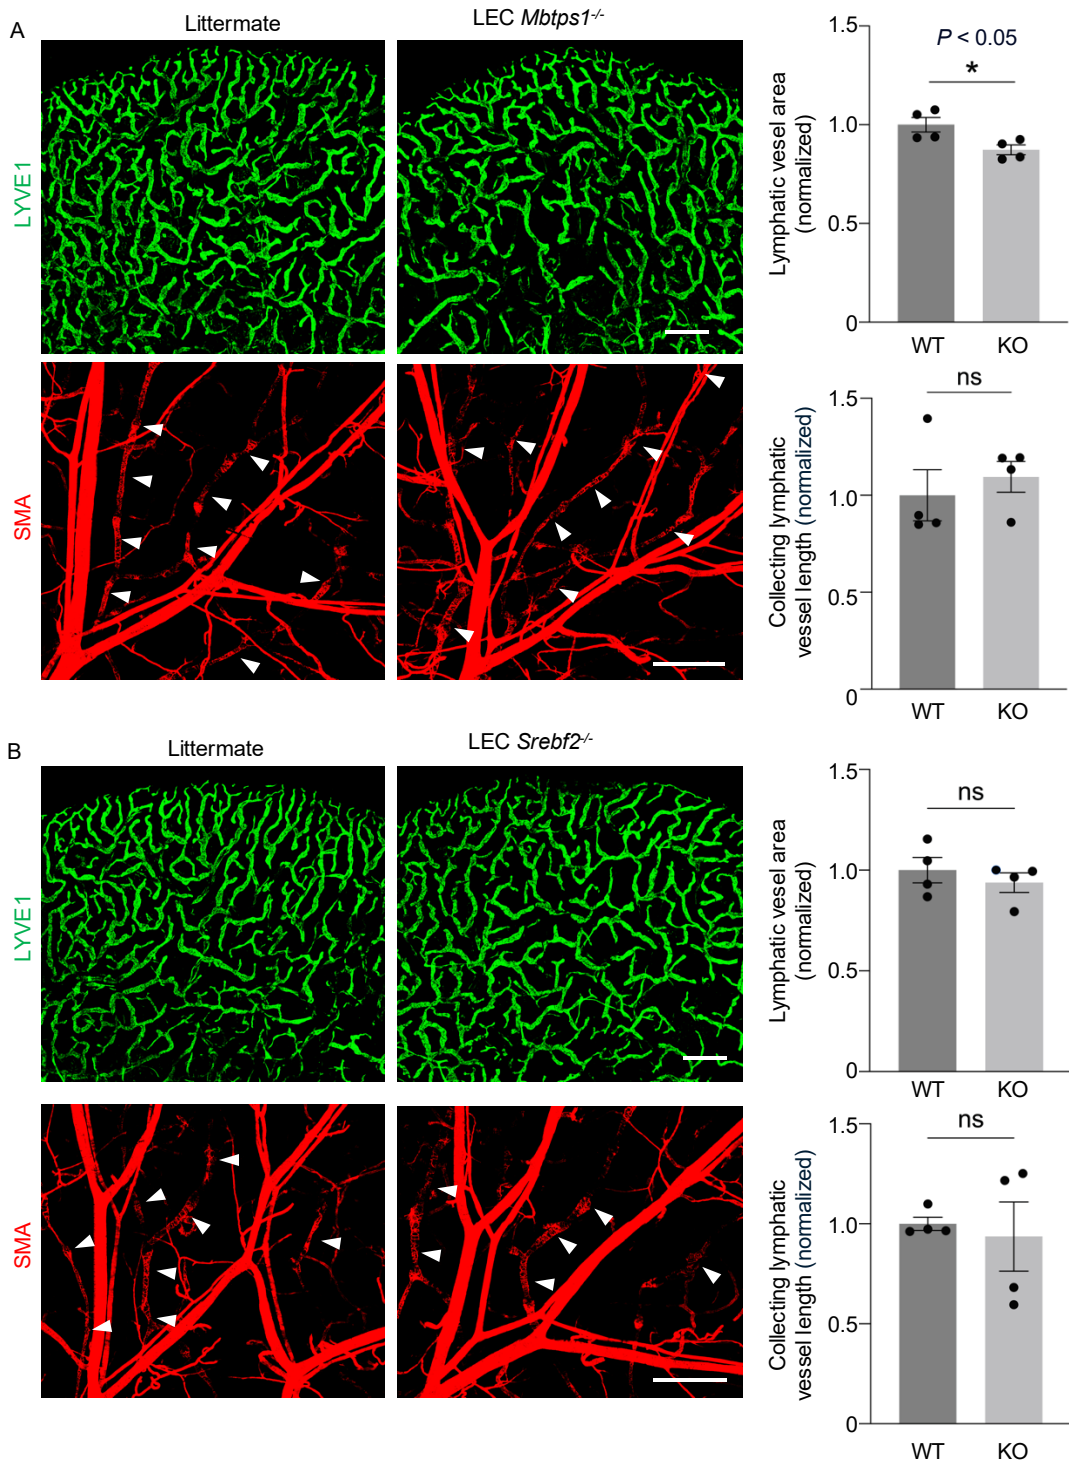 A
Littermate
LEC Mbtps1-/-
LYVE1
SMA
1.5
1.0
0.5
0
Lymphatic vessel area
(normalized)
P < 0.05
*
WT KO
1.5
1.0
0.5
0
Collecting lymphatic
vessel length (normalized)
ns
WT KO
B
Littermate
LEC Srebf2-/-
LYVE1
SMA
1.5
1.0
0.5
0
Lymphatic vessel area
(normalized)
ns
WT KO
1.5
1.0
0.5
0
Collecting lymphatic
vessel length (normalized)
ns
WT KO